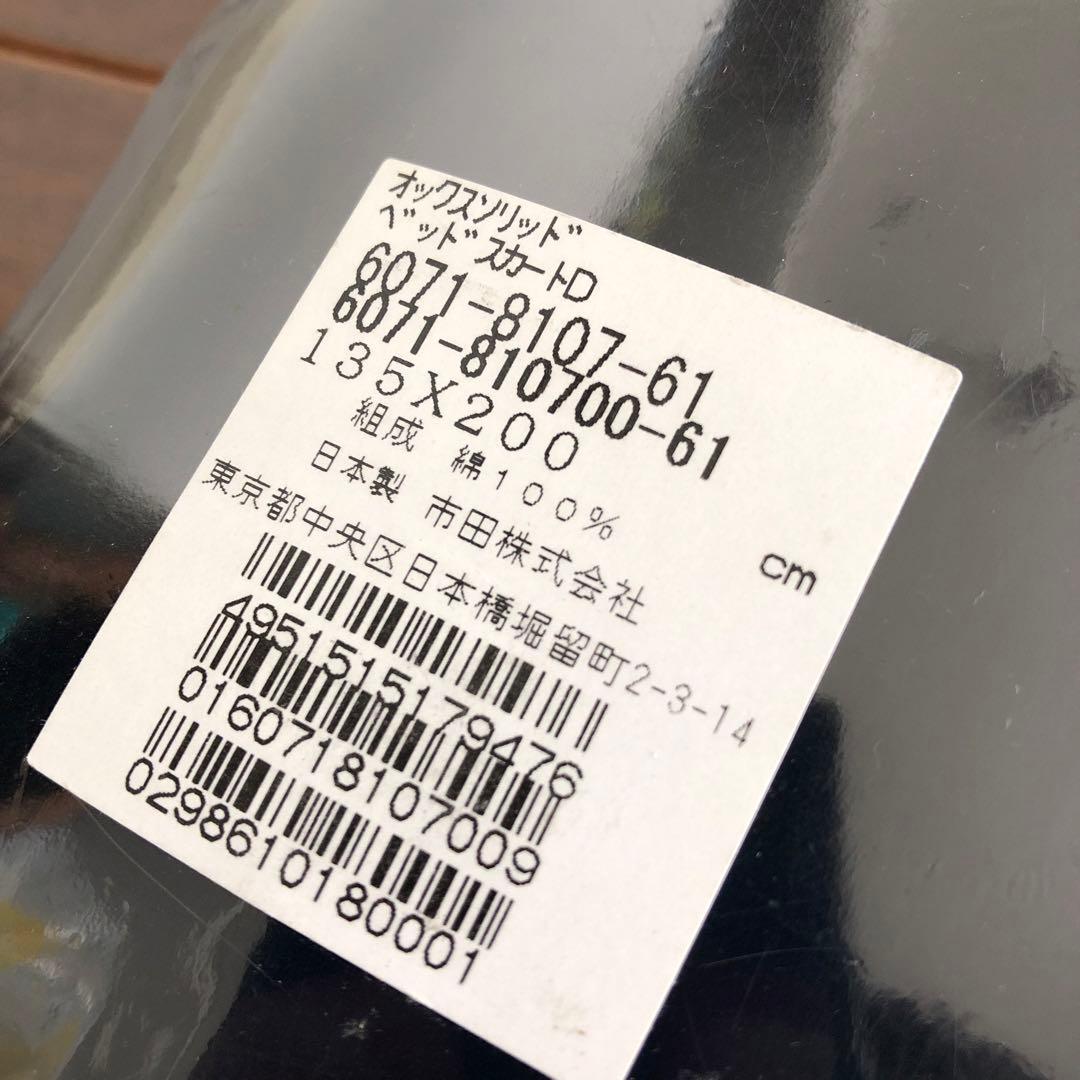 オックスソリッド
ベッドスカートD
6071-8107-61
6071-810700-61
135X200
cm
組成 綿100%
日本製 市田株式会社
東京都中央区日本橋堀留町2-3-14
4951515179476
0160718107009
0298610180001